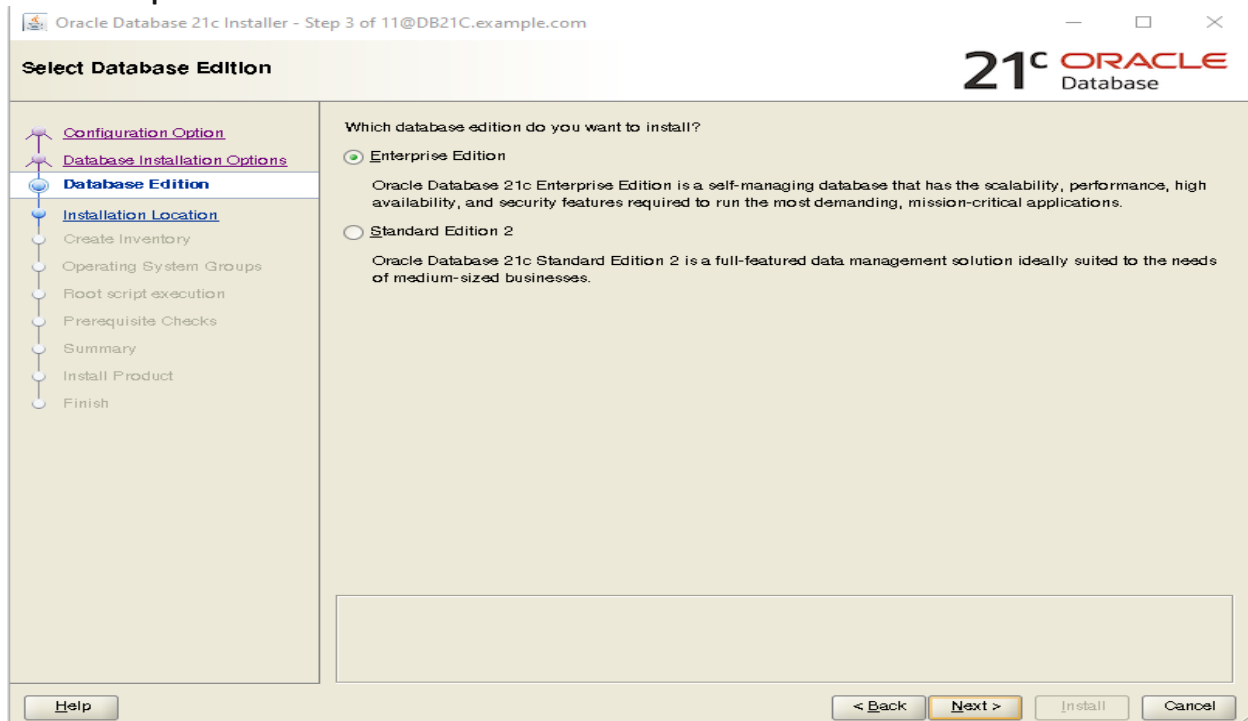 Oracle Database 21c Installer - Step 3 of 11@DB21C.example.com
Select Database Edition
21c ORACLE
Database
Configuration Option
Database Installation Options
Database Edition
Installation Location
Create Inventory
Operating System Groups
Root script execution
Prerequisite Checks
Summary
Install Product
Finish
Which database edition do you want to install?
Enterprise Edition
Oracle Database 21c Enterprise Edition is a self-managing database that has the scalability, performance, high
availability, and security features required to run the most demanding, mission-critical applications.
Standard Edition 2
Oracle Database 21c Standard Edition 2 is a full-featured data management solution ideally suited to the needs
of medium-sized businesses.
Help
< Back
Next >
Install
Cancel